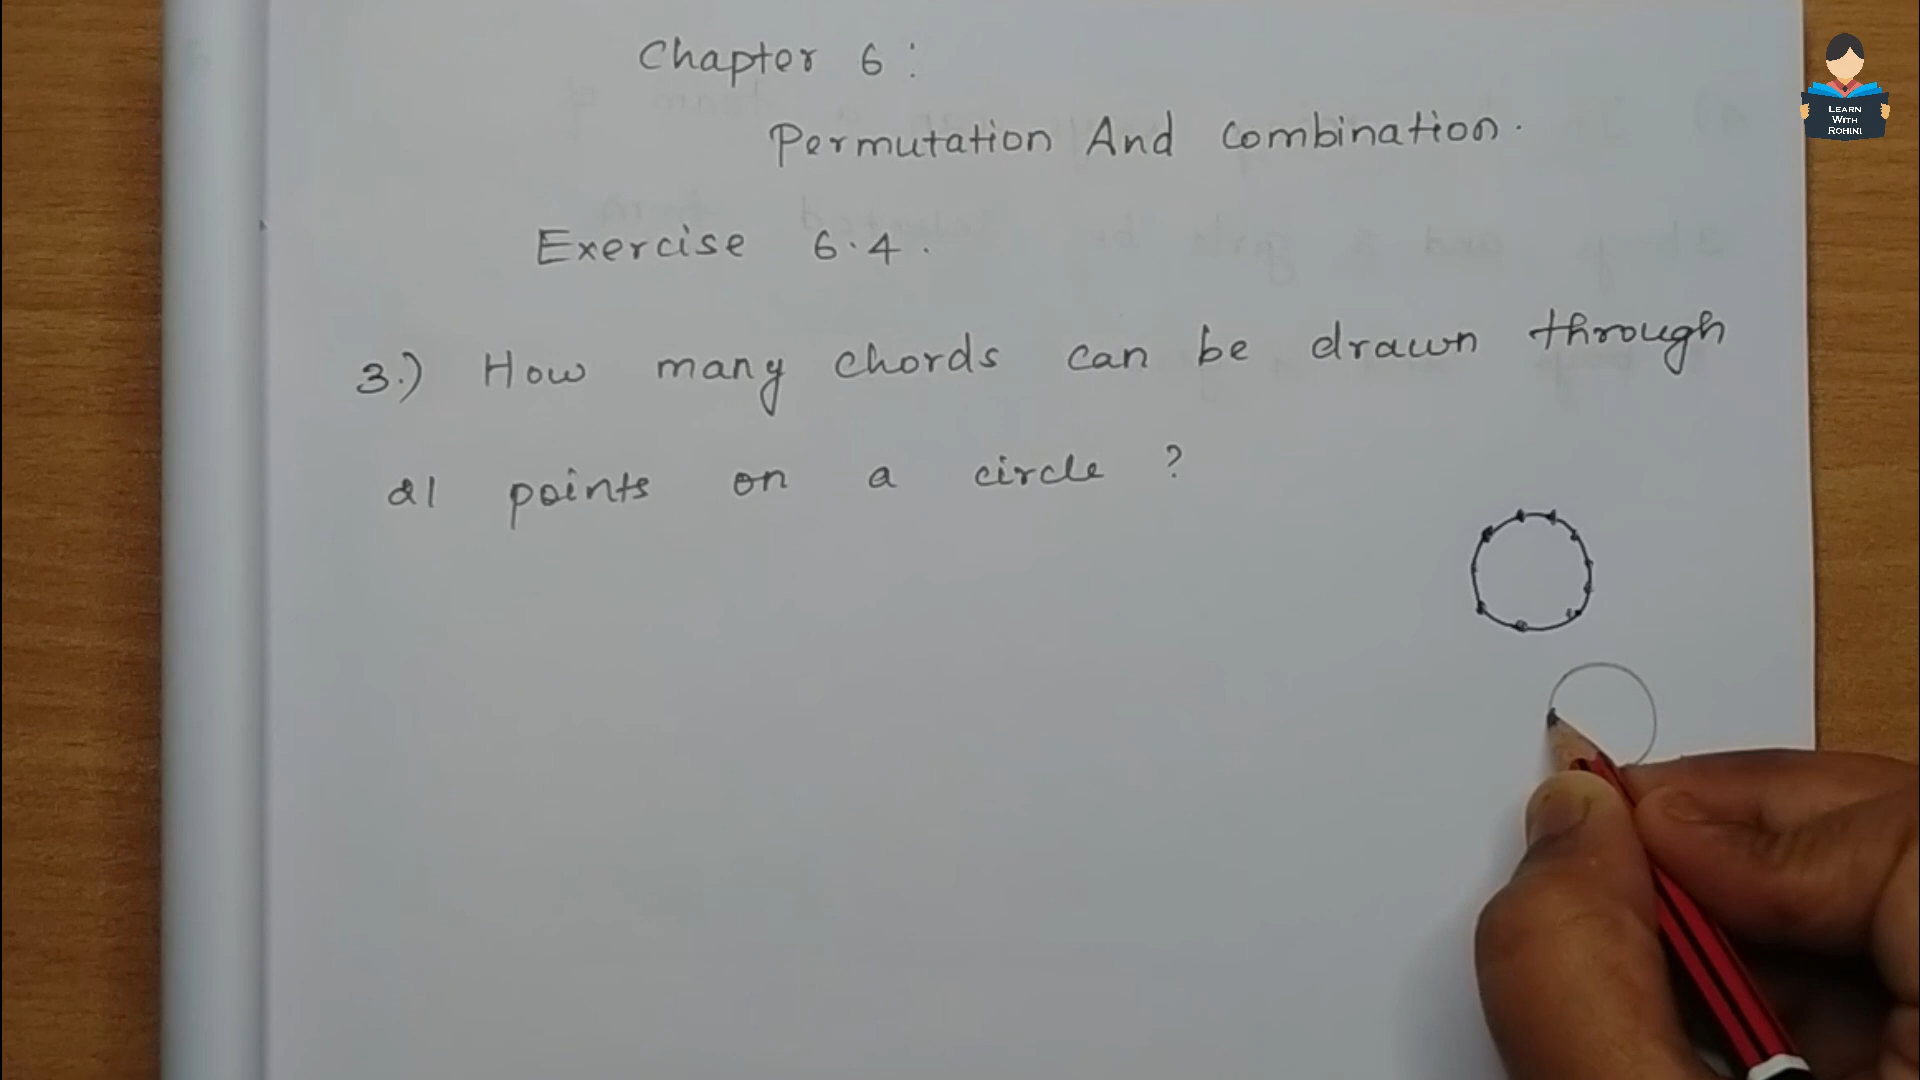 Chapter 6 :
Permutation And Combination.
Exercise 6.4.
3.) How many chords can be drawn through
21 points on a circle ?
LEARN
WITH
ROHINI